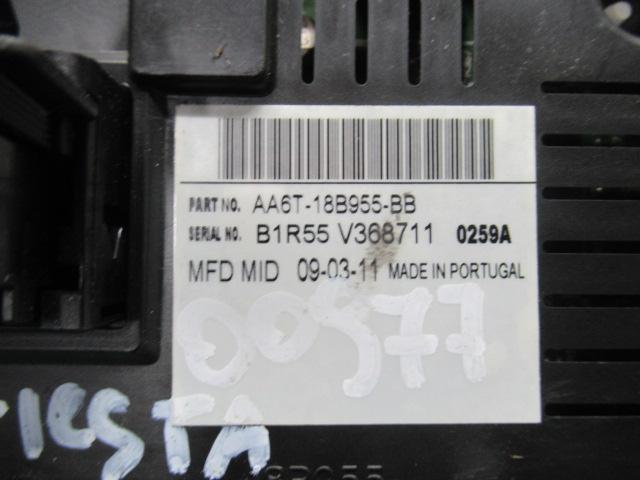 PART NO. AA6T-18B955-BB
SERIAL NO. B1R55 V368711 0259A
MFD MID 09-03-11 MADE IN PORTUGAL
00577